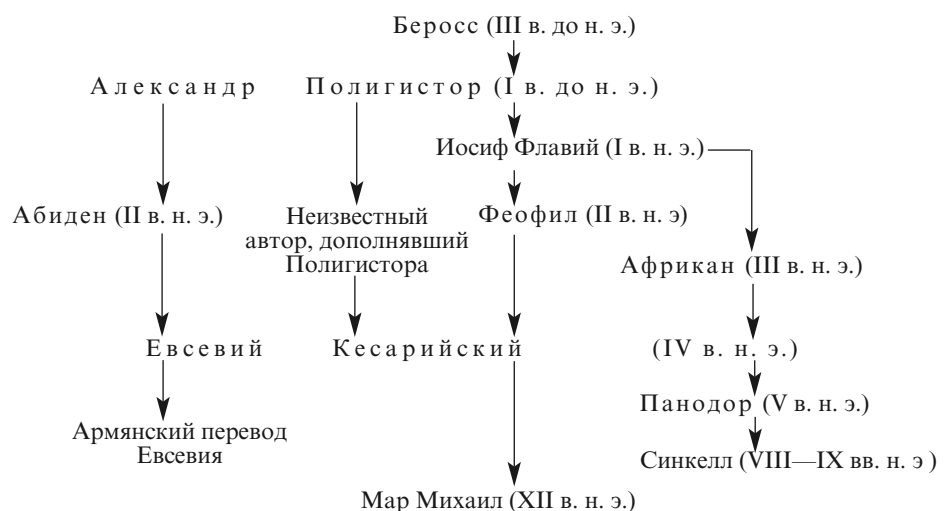 Беросс (III в. до н. э.)
Александр Полигистор (I в. до н. э.)
Иосиф Флавий (I в. н. э.)
Абиден (II в. н. э.)
Неизвестный
автор, дополнявший
Полигистора
Феофил (II в. н. э)
Африкан (III в. н. э.)
Евсевий Кесарийский (IV в. н. э.)
Панодор (V в. н. э.)
Армянский перевод
Евсевия
Синкелл (VIII—IX вв. н. э )
Мар Михаил (XII в. н. э.)